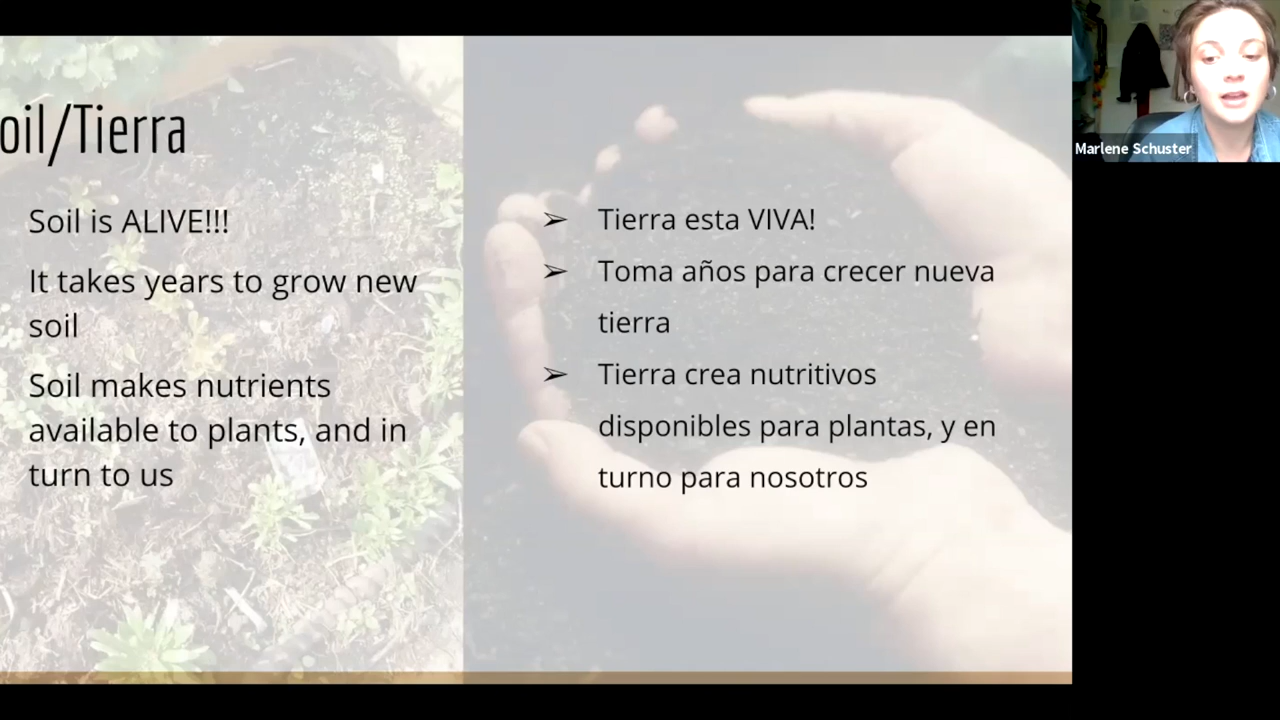 oil/Tierra
Soil is ALIVE!!!
It takes years to grow new
soil
Soil makes nutrients
available to plants, and in
turn to us
➢ Tierra esta VIVA!
➢ Toma años para crecer nueva
tierra
➢ Tierra crea nutritivos
disponibles para plantas, y en
turno para nosotros
Marlene Schuster